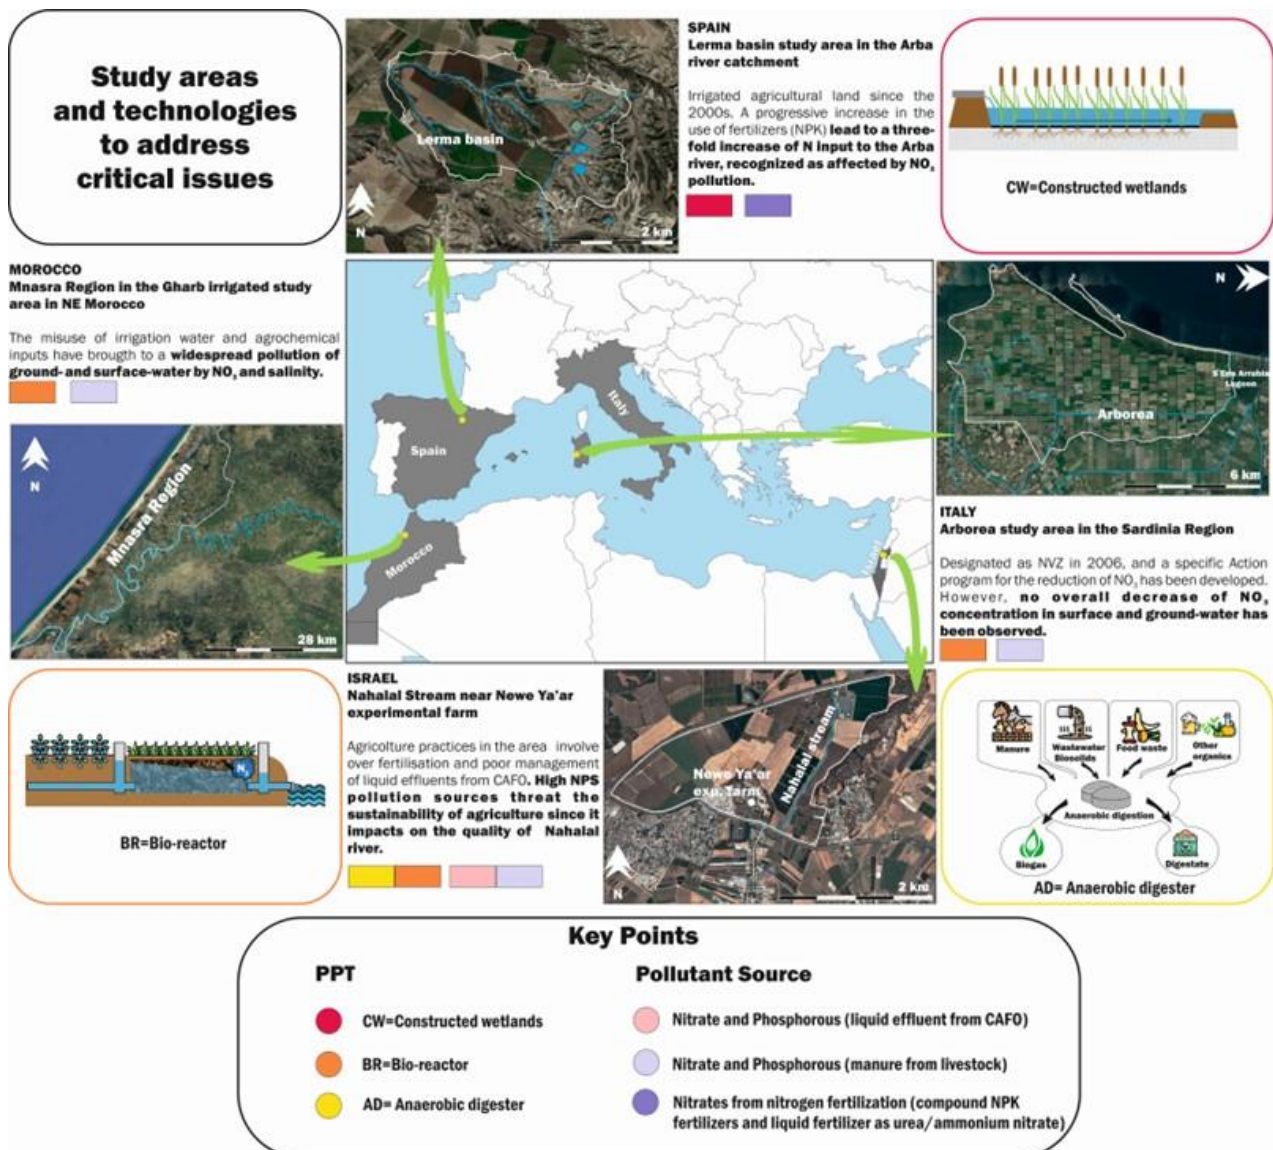 Study areas
and technologies
to address
critical issues
Lerma basin
N
2 km
SPAIN
Lerma basin study area in the Arba
river catchment
Irrigated agricultural land since the
2000s. A progressive increase in the
use of fertilizers (NPK) lead to a three-
fold increase of N input to the Arba
river, recognized as affected by NO₃
pollution.
CW=Constructed wetlands
MOROCCO
Mnasra Region in the Gharb irrigated study
area in NE Morocco
The misuse of irrigation water and agrochemical
inputs have brougth to a widespread pollution of
ground- and surface-water by NO₃ and salinity.
N
Mnasra Region
28 km
Italy
Spain
Morocco
N
Arborea
Lagoon
6 km
ITALY
Arborea study area in the Sardinia Region
Designated as NVZ in 2006, and a specific Action
program for the reduction of NO₃ has been developed.
However, no overall decrease of NO₃
concentration in surface and ground-water has
been observed.
BR=Bio-reactor
ISRAEL
Nahalal Stream near Newe Ya'ar
experimental farm
Agricolture practices in the area involve
over fertilisation and poor management
of liquid effluents from CAFO. High NPS
pollution sources threat the
sustainability of agriculture since it
impacts on the quality of Nahalal
river.
Newe Ya'ar
exp. farm
Nahalal stream
N
2 km
Manure
Wastewater
Biosolids
Food waste
Other
organics
Anaerobic digestion
Biogas
Digestate
AD= Anaerobic digester
Key Points
PPT
CW=Constructed wetlands
BR=Bio-reactor
AD= Anaerobic digester
Pollutant Source
Nitrate and Phosphorous (liquid effluent from CAFO)
Nitrate and Phosphorous (manure from livestock)
Nitrates from nitrogen fertilization (compound NPK
fertilizers and liquid fertilizer as urea/ammonium nitrate)